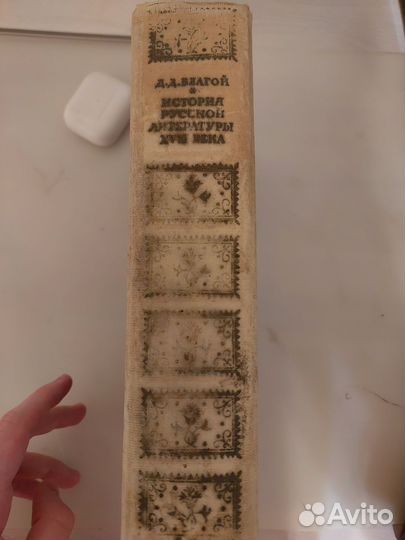 Д.Д.БЛАГОЙ
ИСТОРИЯ
РУССКОЙ
ЛИТЕРАТУРЫ
XVIII ВЕКА
Avito